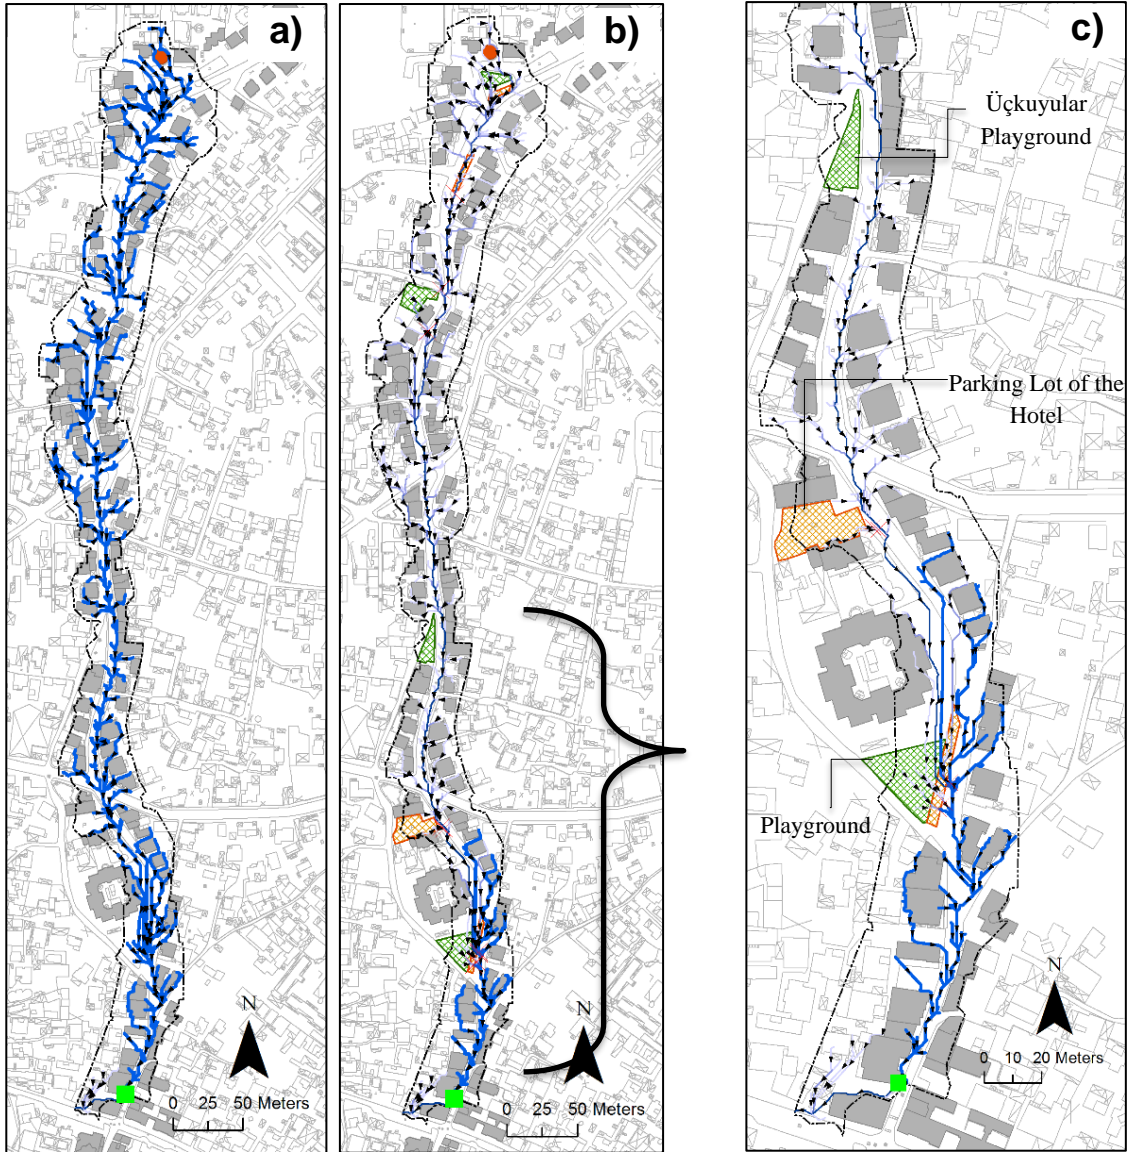 a)
b)
c)
Üçkuyular
Playground
Parking Lot of the
Hotel
Playground
N
0 25 50 Meters
N
0 25 50 Meters
N
0 10 20 Meters